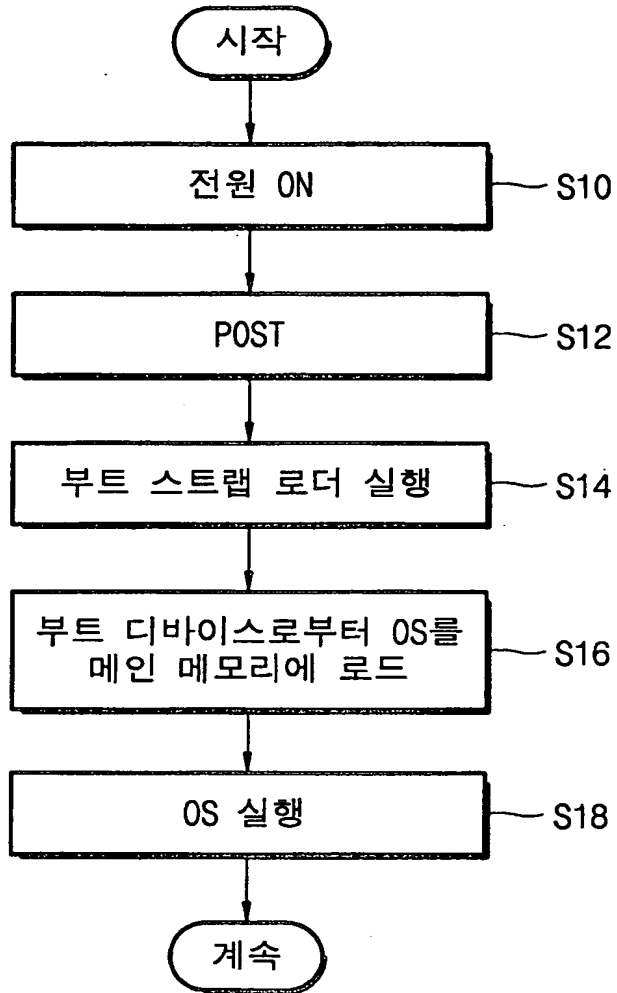 시작
전원 ON
S10
POST
S12
부트 스트랩 로더 실행
S14
부트 디바이스로부터 OS를
메인 메모리에 로드
S16
OS 실행
S18
계속